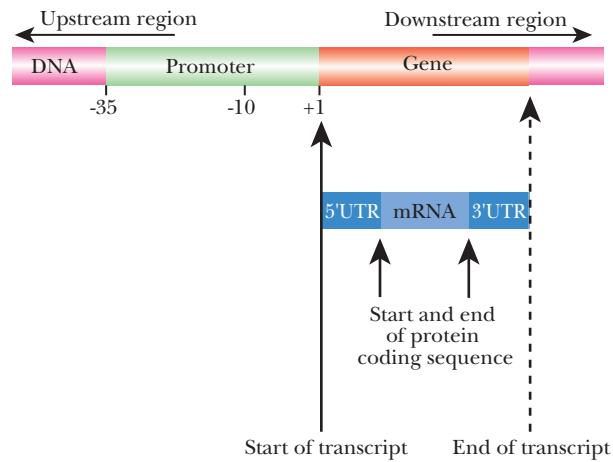 Upstream region
Downstream region
DNA
Promoter
Gene
-35
-10
+1
5'UTR
mRNA
3'UTR
Start and end
of protein
coding sequence
Start of transcript
End of transcript